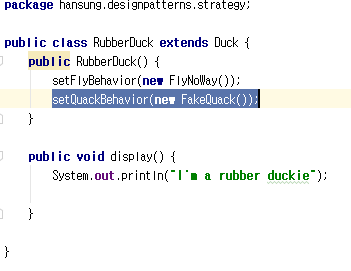 package hansung.designpatterns.strategy;
public class RubberDuck extends Duck {
public RubberDuck() {
setFlyBehavior(new FlyNoWay());
setQuackBehavior(new FakeQuack());
}
public void display() {
System.out.println("I'm a rubber duckie");
}
}